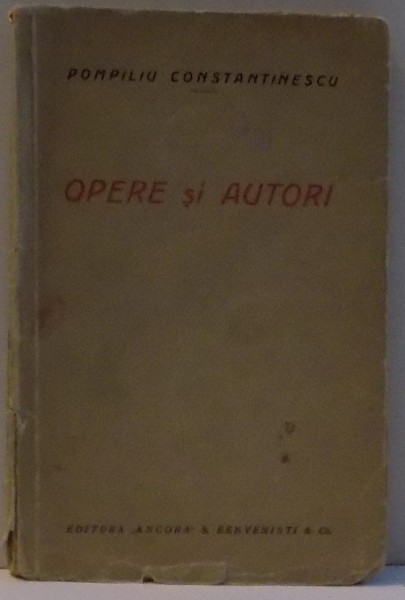 POMPILIU CONSTANTINESCU
OPERE și AUTORI
EDITURA „ANCORA” S. BENVENISTI & Co.